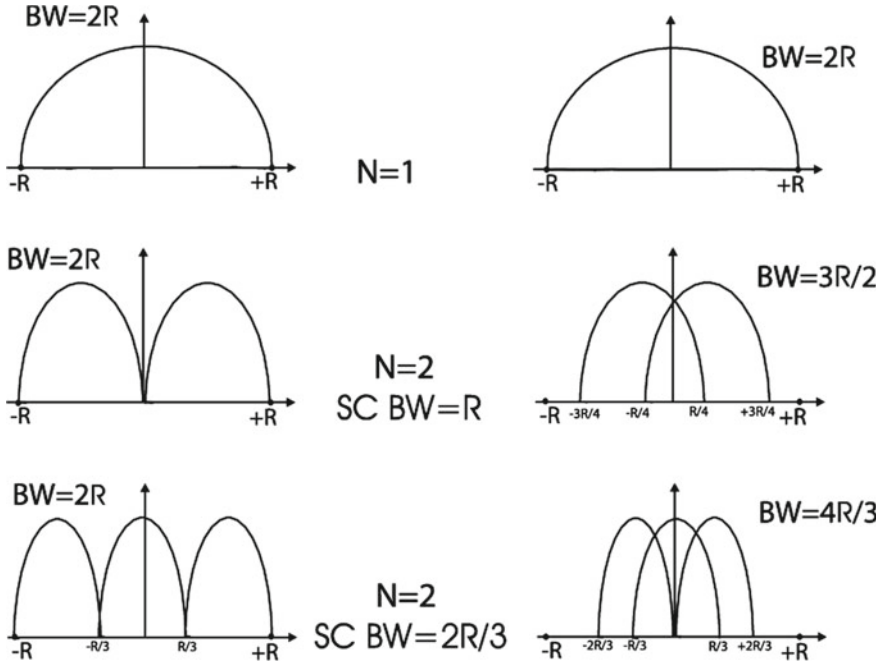 BW=2R
-R
+R
N=1
BW=2R
-R
+R
BW=2R
-R
+R
N=2
SC BW=R
BW=3R/2
-R
-3R/4
-R/4
R/4
+3R/4
+R
BW=2R
-R
-R/3
R/3
+R
N=2
SC BW=2R/3
BW=4R/3
-R
-2R/3
-R/3
R/3
+2R/3
+R